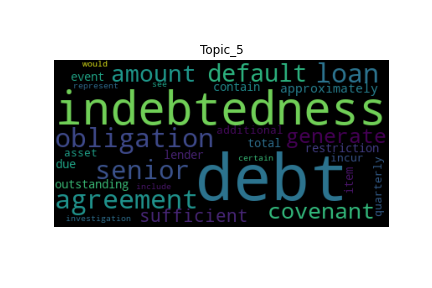 Topic_5
would
event amount default loan
represent see contain approximately
indebtedness
obligation additional generate
asset lender total restriction
due senior certain incur
outstanding include debt item quarterly
agreement sufficient covenant
investigation